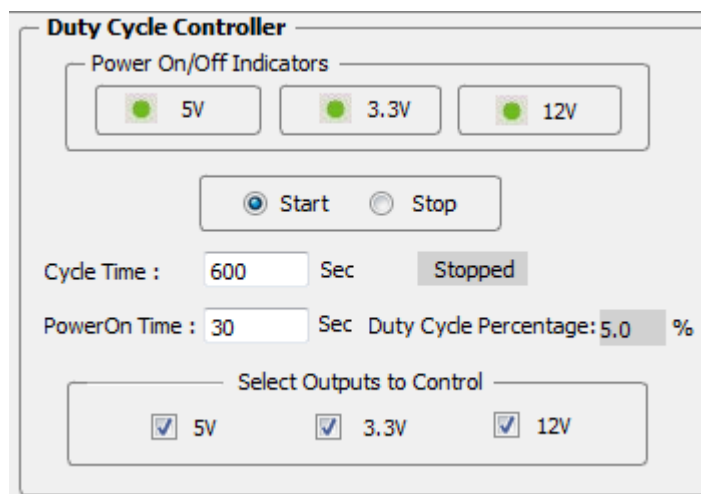 Duty Cycle Controller
Power On/Off Indicators
5V 3.3V 12V
Start Stop
Cycle Time : 600 Sec Stopped
PowerOn Time : 30 Sec Duty Cycle Percentage: 5.0 %
Select Outputs to Control
5V 3.3V 12V